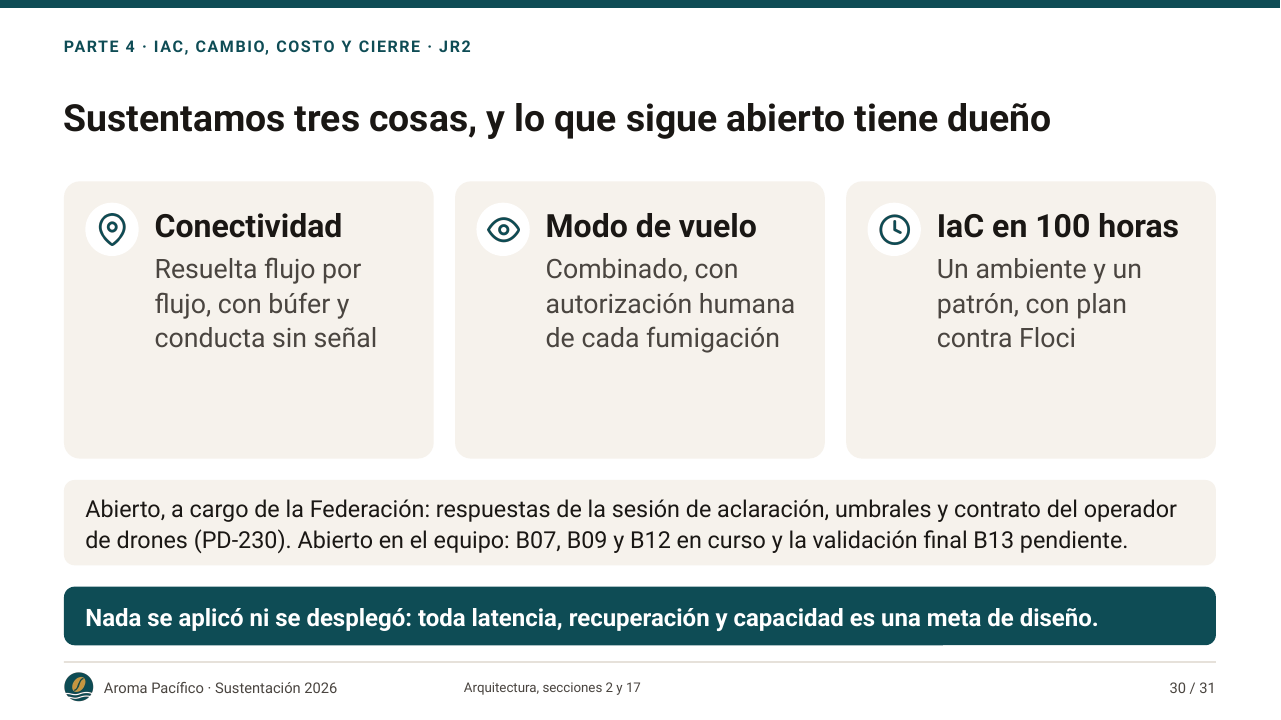 PARTE 4 · IAC, CAMBIO, COSTO Y CIERRE · JR2
Sustentamos tres cosas, y lo que sigue abierto tiene dueño
Conectividad
Resuelta flujo por
flujo, con búfer y
conducta sin señal
Modo de vuelo
Combinado, con
autorización humana
de cada fumigación
IaC en 100 horas
Un ambiente y un
patrón, con plan
contra Floci
Abierto, a cargo de la Federación: respuestas de la sesión de aclaración, umbrales y contrato del operador
de drones (PD-230). Abierto en el equipo: B07, B09 y B12 en curso y la validación final B13 pendiente.
Nada se aplicó ni se desplegó: toda latencia, recuperación y capacidad es una meta de diseño.
Aroma Pacífico · Sustentación 2026
Arquitectura, secciones 2 y 17
30 / 31